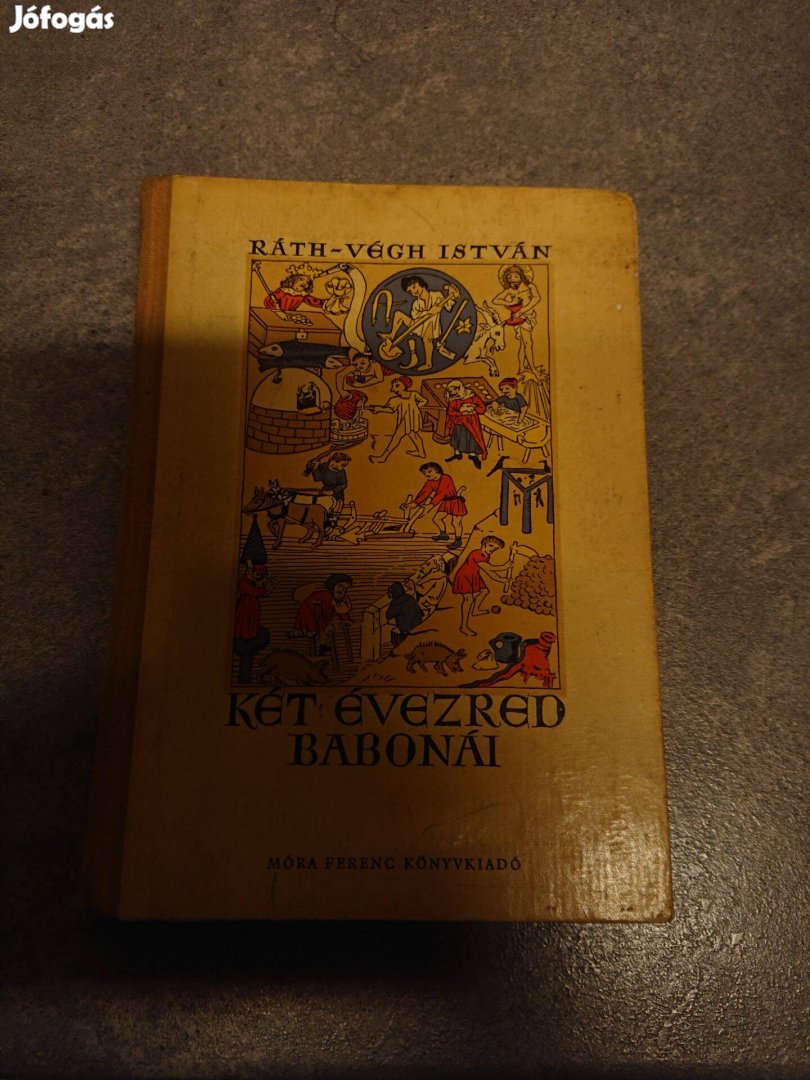 Jófogás
RÁTH-VÉGH ISTVÁN
KÉT ÉVEZRED
BABONÁI
MÓRA FERENC KÖNYVKIADÓ